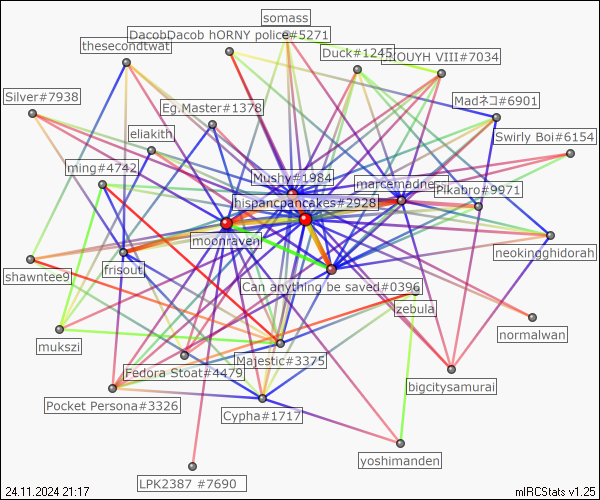 somass
DacobDacob hORNY police#5271
thesecondtwat
Duck#1245
OUYH VIII#7034
Silver#7938
Eg.Master#1378
Madネコ#6901
eliakith
Swirly Boi#6154
ming#4742
Mushy#1984
marcemadne
Pikabro#9971
hispancpancakes#2928
moonraven
neokingghidorah
shawntee9
frisout
Can anything be saved#0396
zebula
normalwan
mukszi
Majestic#3375
Fedora Stoat#4479
bigcitysamurai
Pocket Persona#3326
Cypha#1717
yoshimanden
LPK2387 #7690
24.11.2024 21:17
mIRCStats v1.25